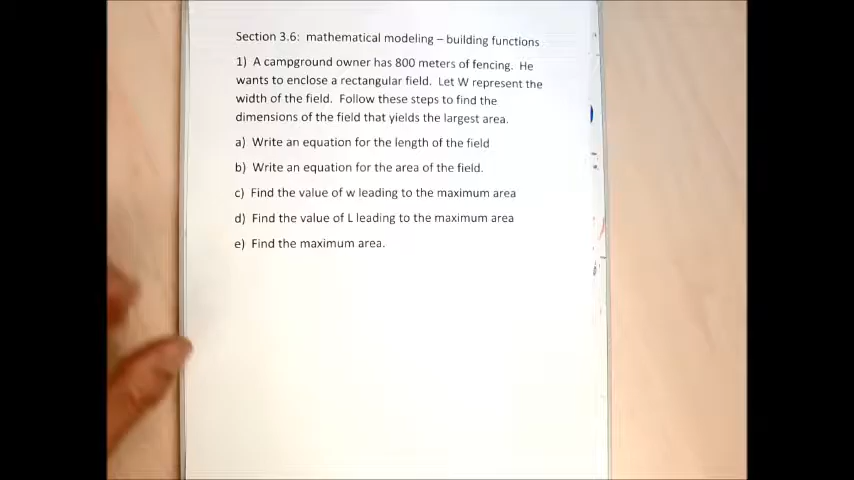 Section 3.6:  mathematical modeling – building functions
1)  A campground owner has 800 meters of fencing.  He
wants to enclose a rectangular field.  Let W represent the
width of the field.  Follow these steps to find the
dimensions of the field that yields the largest area.
a)  Write an equation for the length of the field
b)  Write an equation for the area of the field.
c)  Find the value of w leading to the maximum area
d)  Find the value of L leading to the maximum area
e)  Find the maximum area.